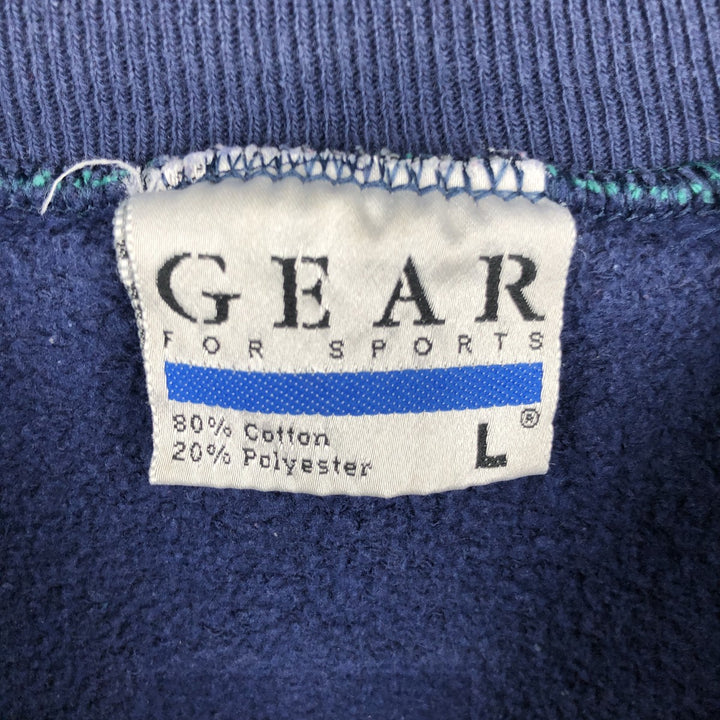 GEAR
FOR SPORTS
®
80% Cotton
20% Polyester
L